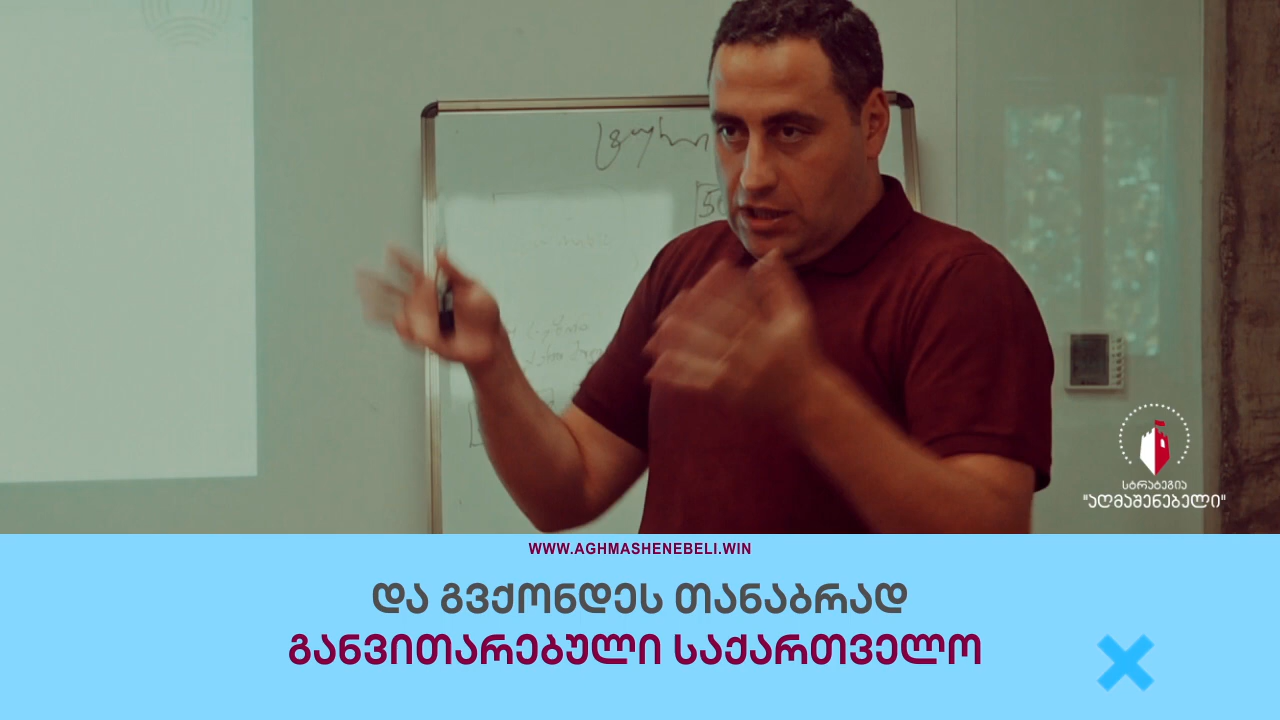 სტრატეგია
"აღმაშენებელი"
WWW.AGHMASHENEBELI.WIN
და გვქონდეს თანაბრად
განვითარებული საქართველო